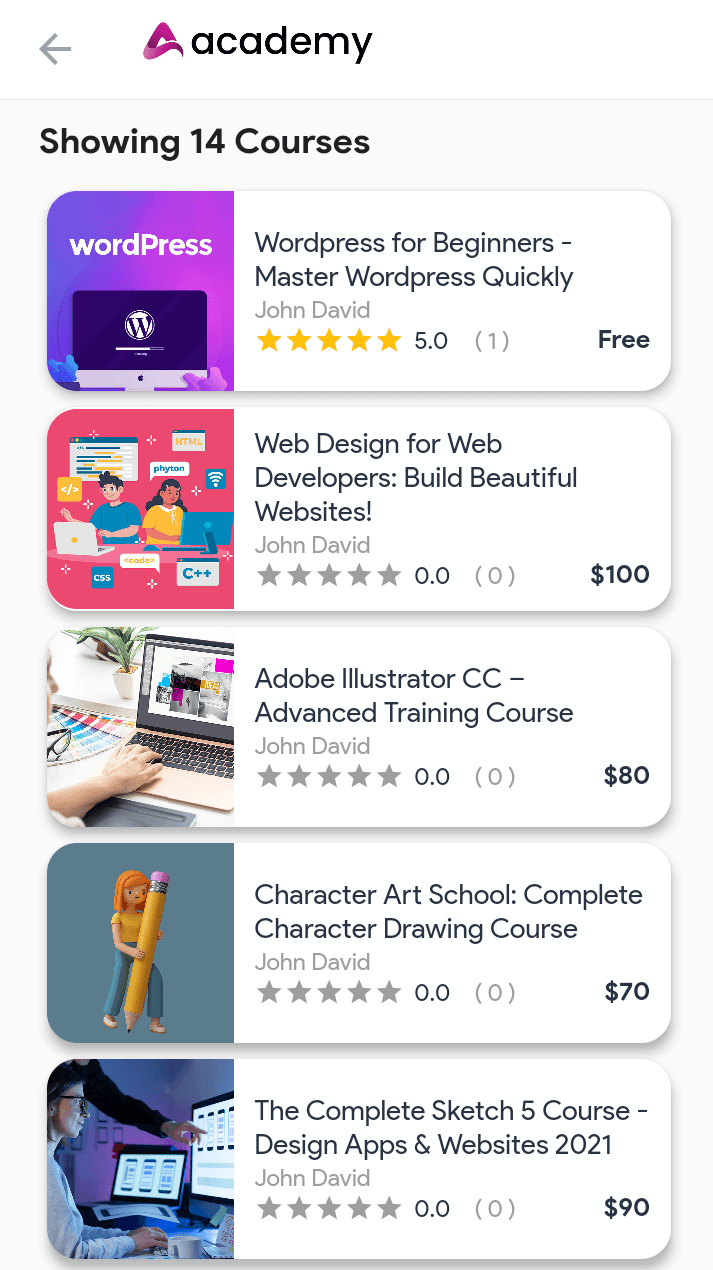 academy
Showing 14 Courses
wordPress
Wordpress for Beginners -
Master Wordpress Quickly
John David
5.0 ( 1 ) Free
HTML
phyton
</>
<code>
CSS
C++
Web Design for Web
Developers: Build Beautiful
Websites!
John David
0.0 ( 0 ) $100
Adobe Illustrator CC –
Advanced Training Course
John David
0.0 ( 0 ) $80
Character Art School: Complete
Character Drawing Course
John David
0.0 ( 0 ) $70
The Complete Sketch 5 Course -
Design Apps & Websites 2021
John David
0.0 ( 0 ) $90